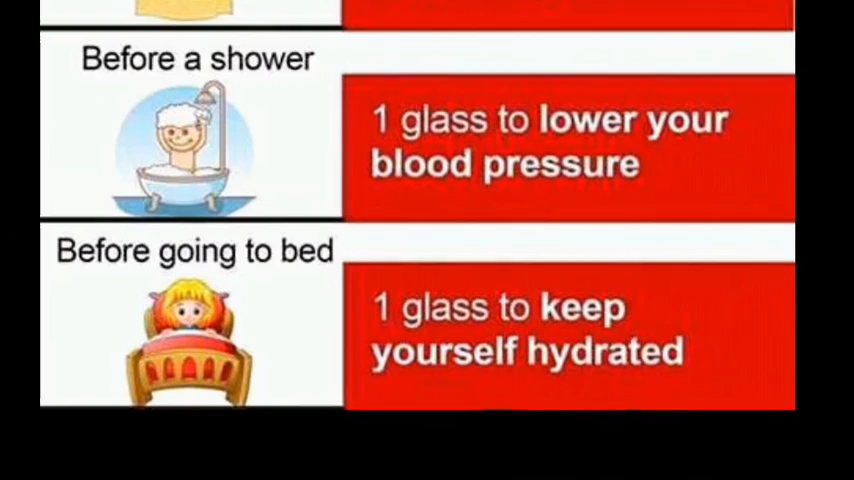 Before a shower
1 glass to lower your
blood pressure
Before going to bed
1 glass to keep
yourself hydrated